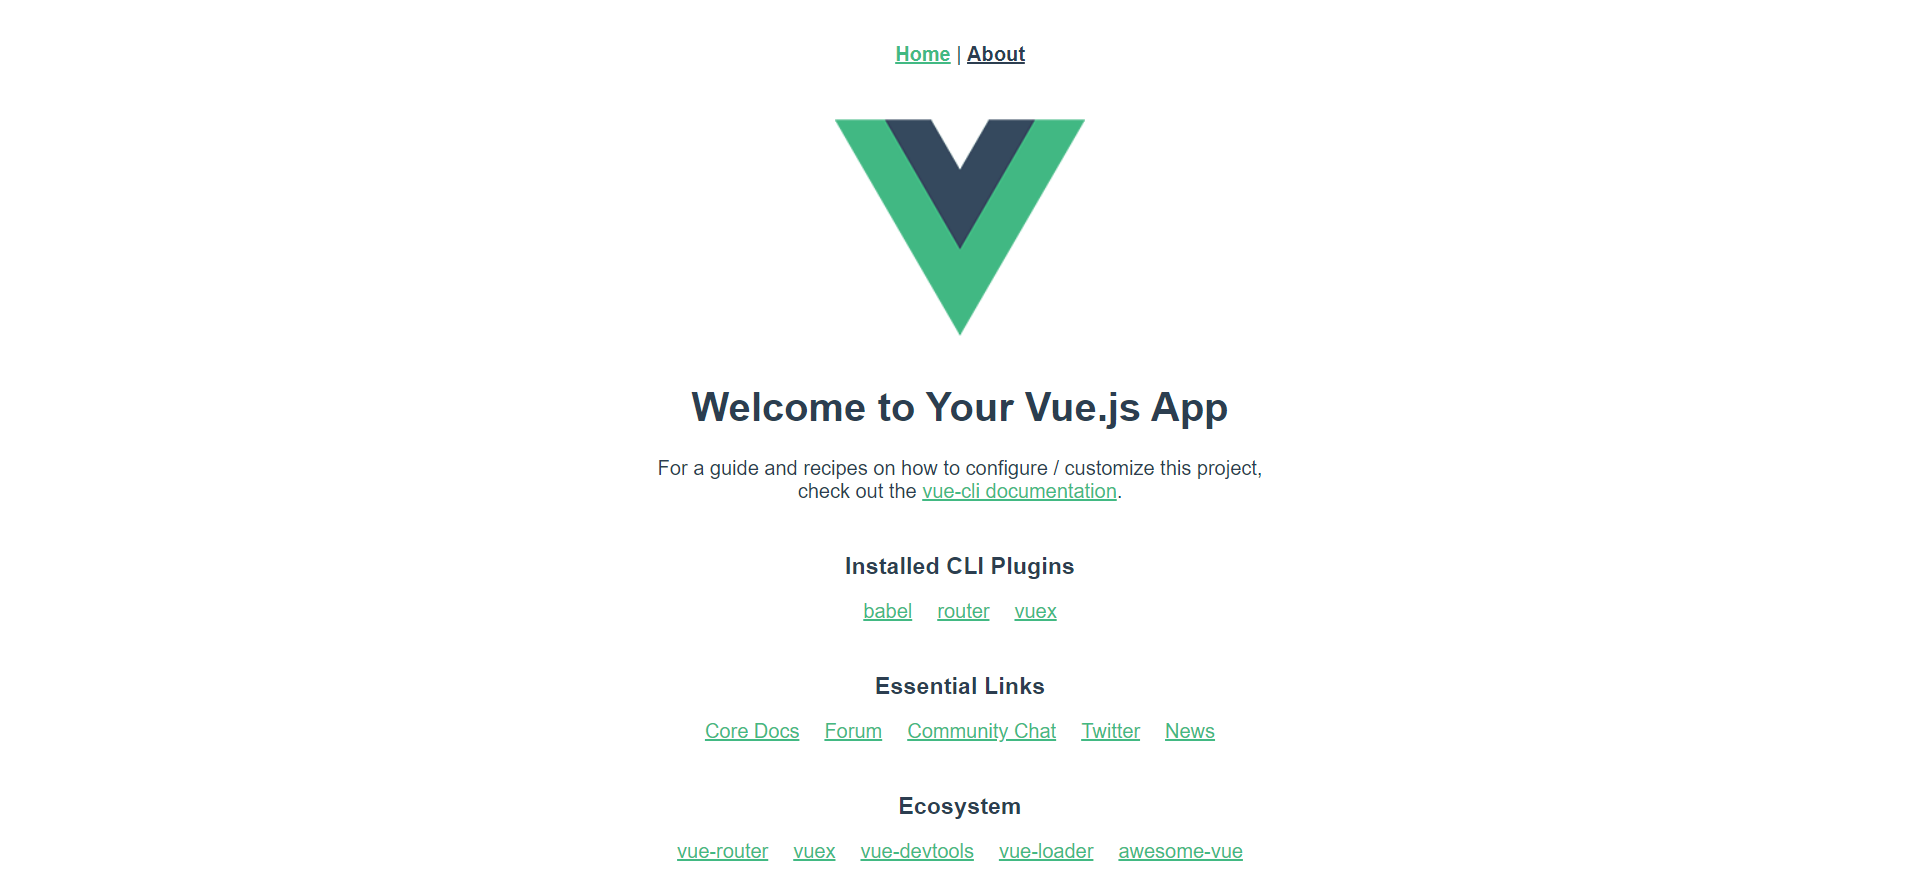 Home | About
Welcome to Your Vue.js App
For a guide and recipes on how to configure / customize this project,
check out the vue-cli documentation.
Installed CLI Plugins
babel router vuex
Essential Links
Core Docs Forum Community Chat Twitter News
Ecosystem
vue-router vuex vue-devtools vue-loader awesome-vue